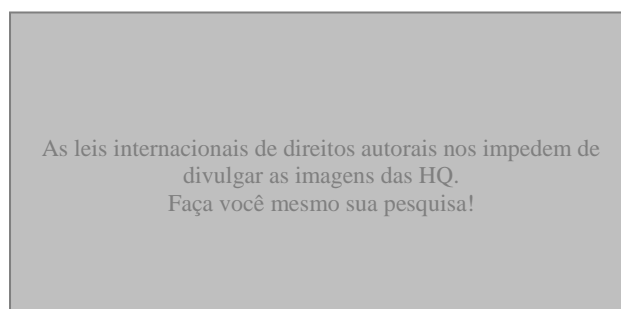 As leis internacionais de direitos autorais nos impedem de
divulgar as imagens das HQ.
Faça você mesmo sua pesquisa!